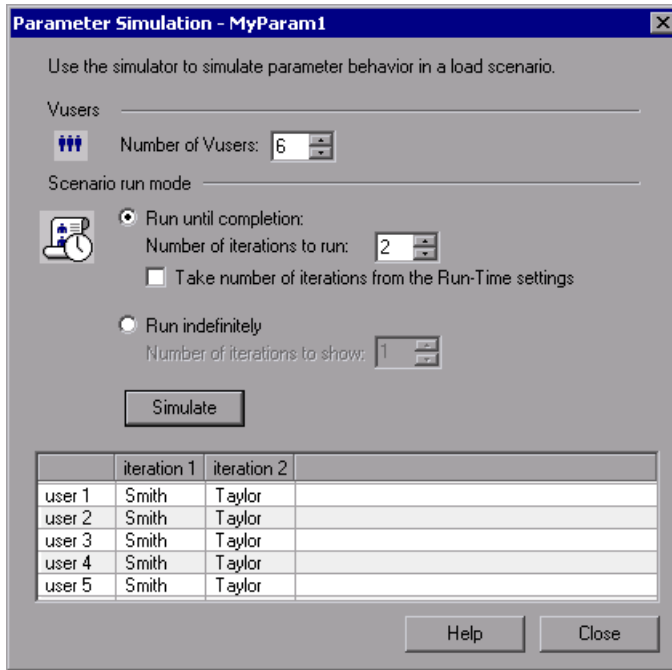 Parameter Simulation - MyParam1
Use the simulator to simulate parameter behavior in a load scenario.
Vusers
Number of Vusers: 6
Scenario run mode
Run until completion:
Number of iterations to run: 2
Take number of iterations from the Run-Time settings
Run indefinitely
Number of iterations to show: 1
Simulate
iteration 1 iteration 2
user 1 Smith Taylor
user 2 Smith Taylor
user 3 Smith Taylor
user 4 Smith Taylor
user 5 Smith Taylor
Help Close